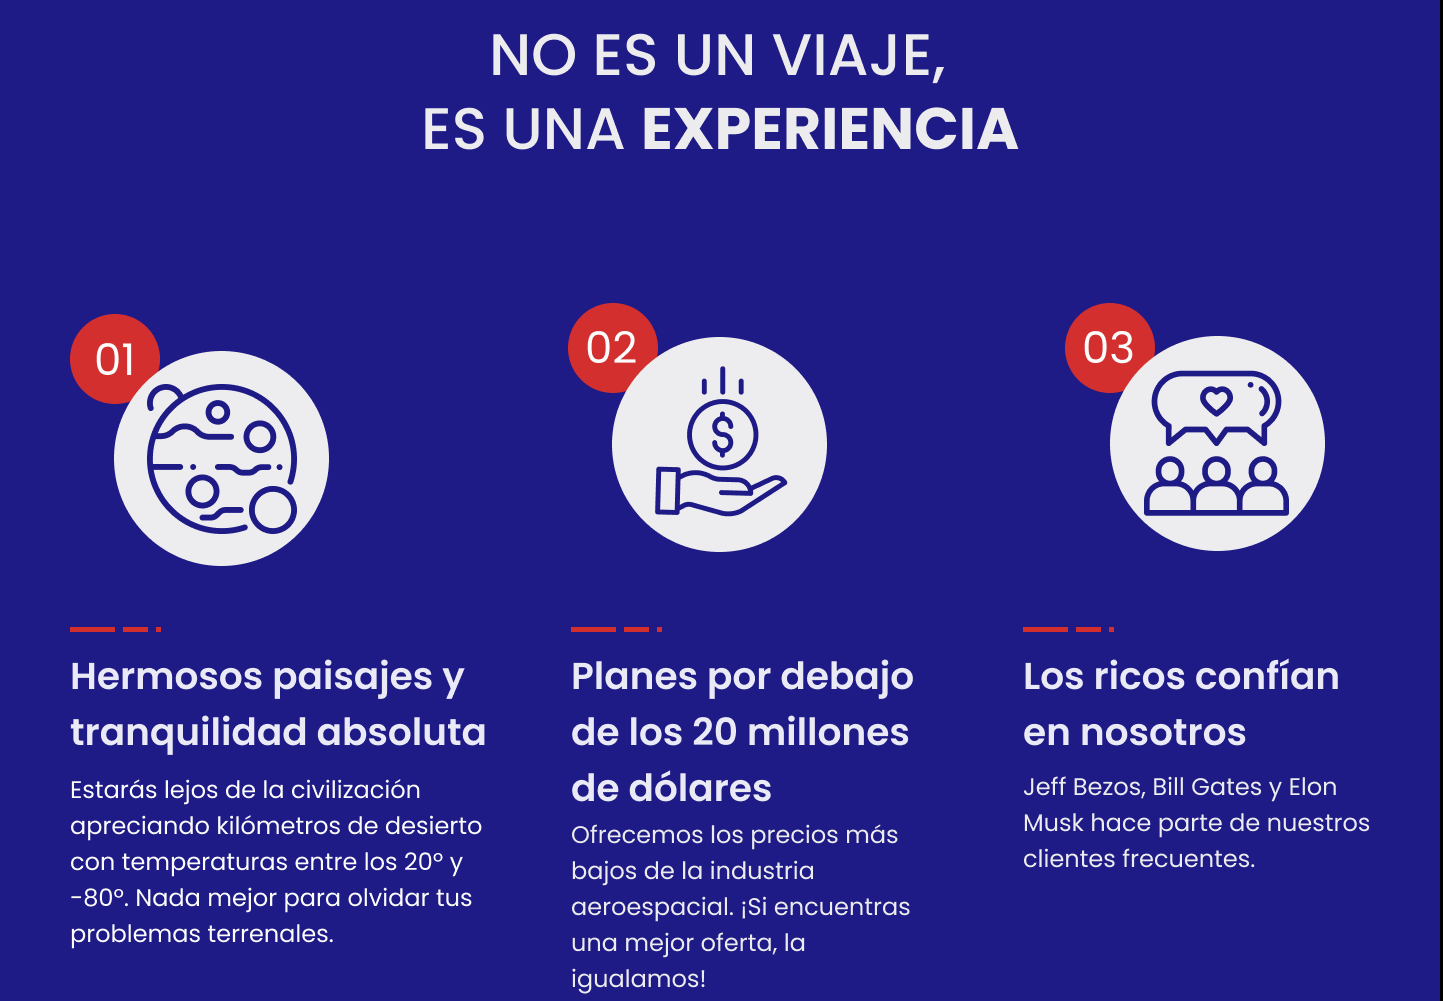 NO ES UN VIAJE,
ES UNA EXPERIENCIA
01
Hermosos paisajes y
tranquilidad absoluta
Estarás lejos de la civilización
apreciando kilómetros de desierto
con temperaturas entre los 20° y
-80°. Nada mejor para olvidar tus
problemas terrenales.
02
$
Planes por debajo
de los 20 millones
de dólares
Ofrecemos los precios más
bajos de la industria
aeroespacial. ¡Si encuentras
una mejor oferta, la
igualamos!
03
Los ricos confían
en nosotros
Jeff Bezos, Bill Gates y Elon
Musk hace parte de nuestros
clientes frecuentes.